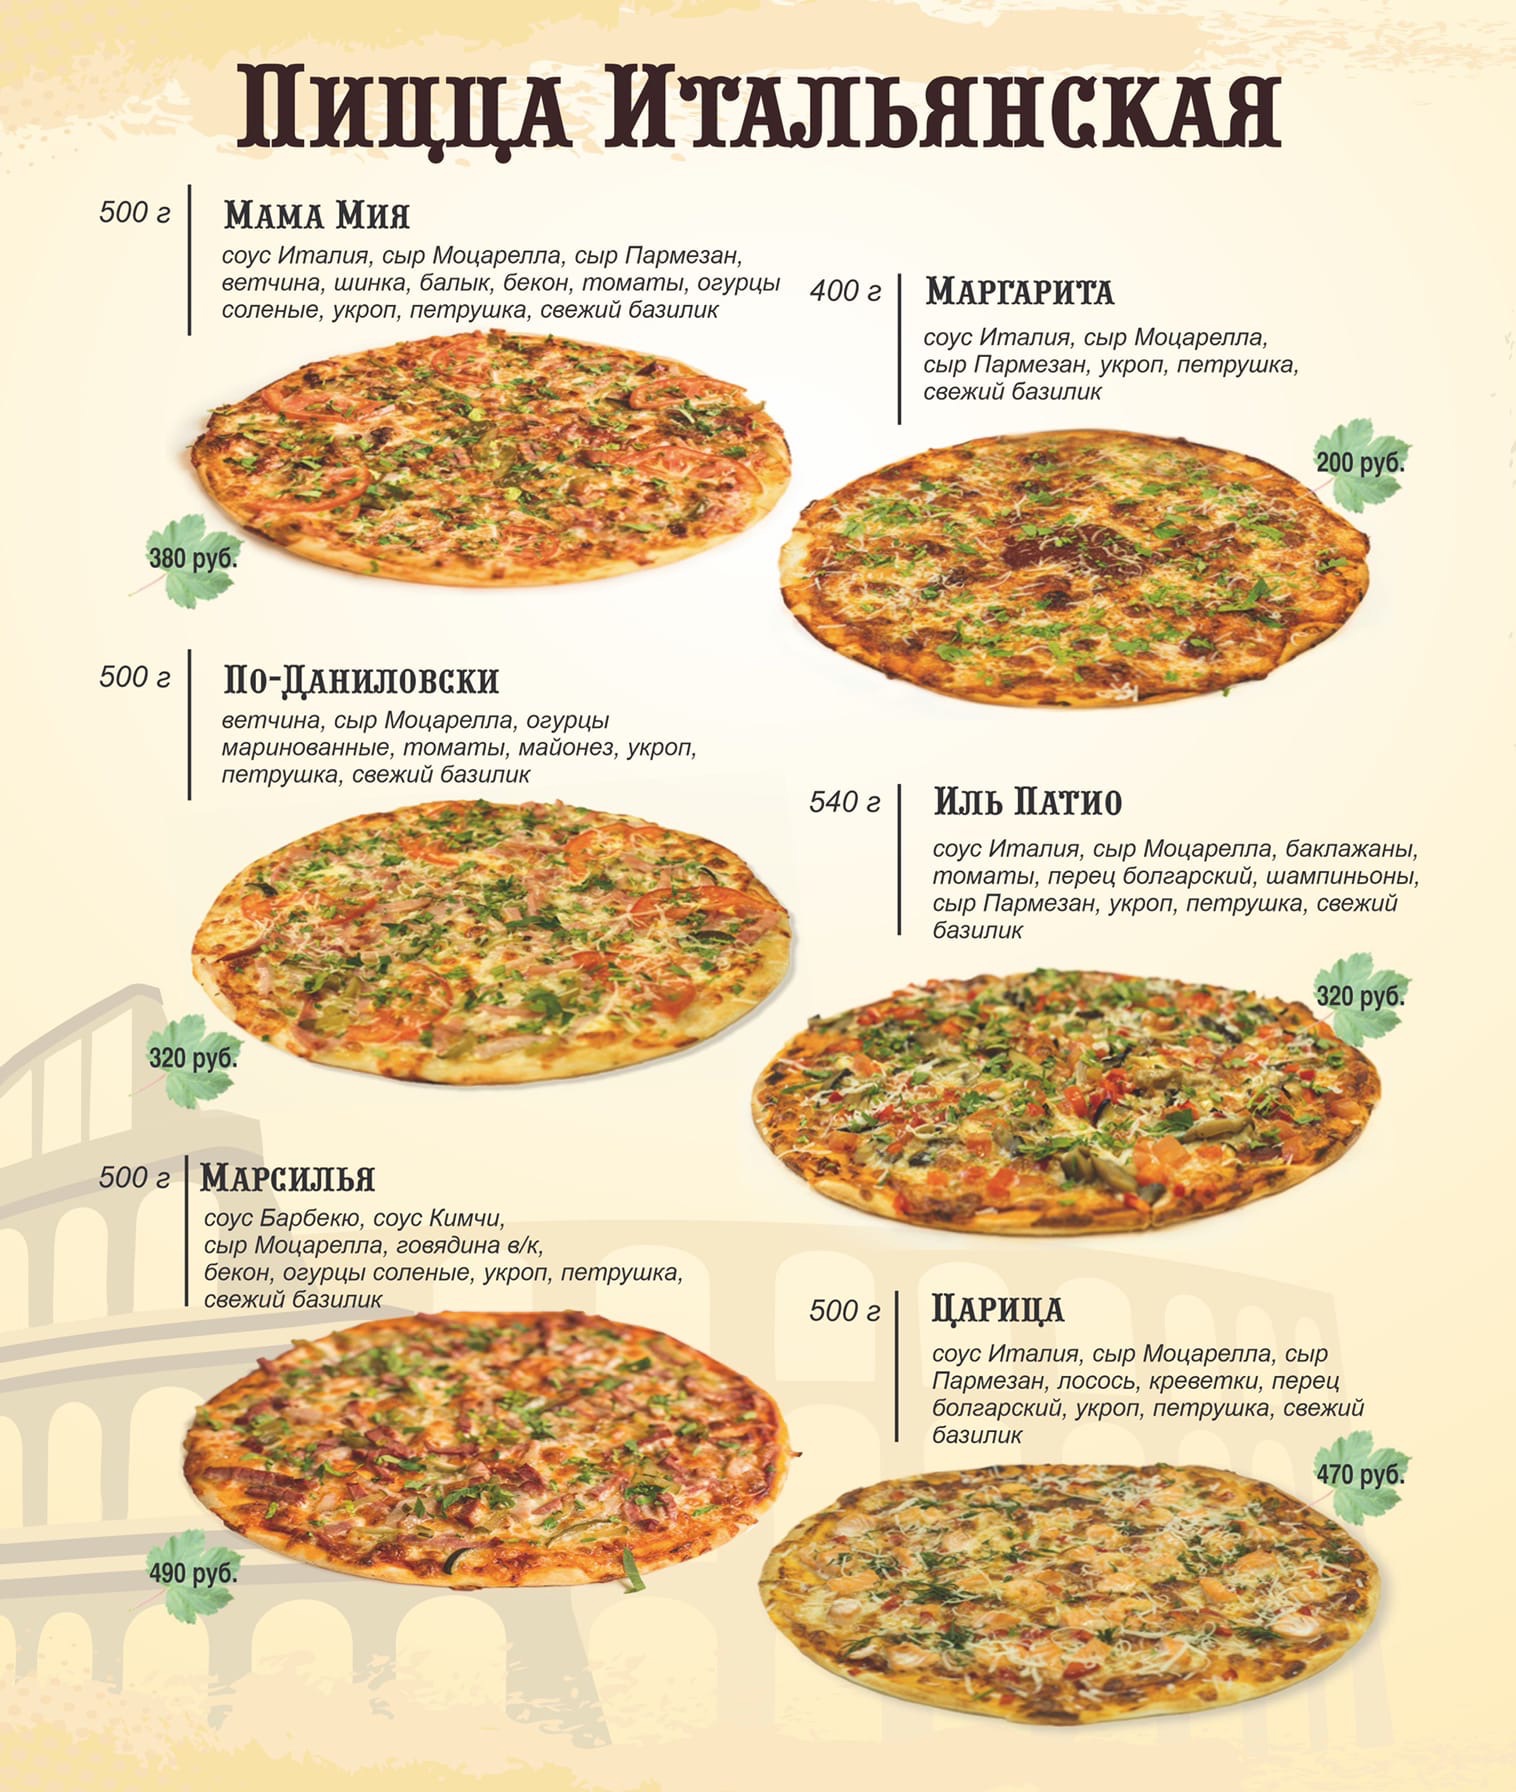 Пицца Итальянская
500 г
Мама Мия
соус Италия, сыр Моцарелла, сыр Пармезан,
ветчина, шинка, балык, бекон, томаты, огурцы
соленые, укроп, петрушка, свежий базилик
380 руб.
400 г
Маргарита
соус Италия, сыр Моцарелла,
сыр Пармезан, укроп, петрушка,
свежий базилик
200 руб.
500 г
По-Даниловски
ветчина, сыр Моцарелла, огурцы
маринованные, томаты, майонез, укроп,
петрушка, свежий базилик
320 руб.
540 г
Иль Патио
соус Италия, сыр Моцарелла, баклажаны,
томаты, перец болгарский, шампиньоны,
сыр Пармезан, укроп, петрушка, свежий
базилик
320 руб.
500 г
Марсилья
соус Барбекю, соус Кимчи,
сыр Моцарелла, говядина в/к,
бекон, огурцы соленые, укроп, петрушка,
свежий базилик
490 руб.
500 г
Царица
соус Италия, сыр Моцарелла, сыр
Пармезан, лосось, креветки, перец
болгарский, укроп, петрушка, свежий
базилик
470 руб.